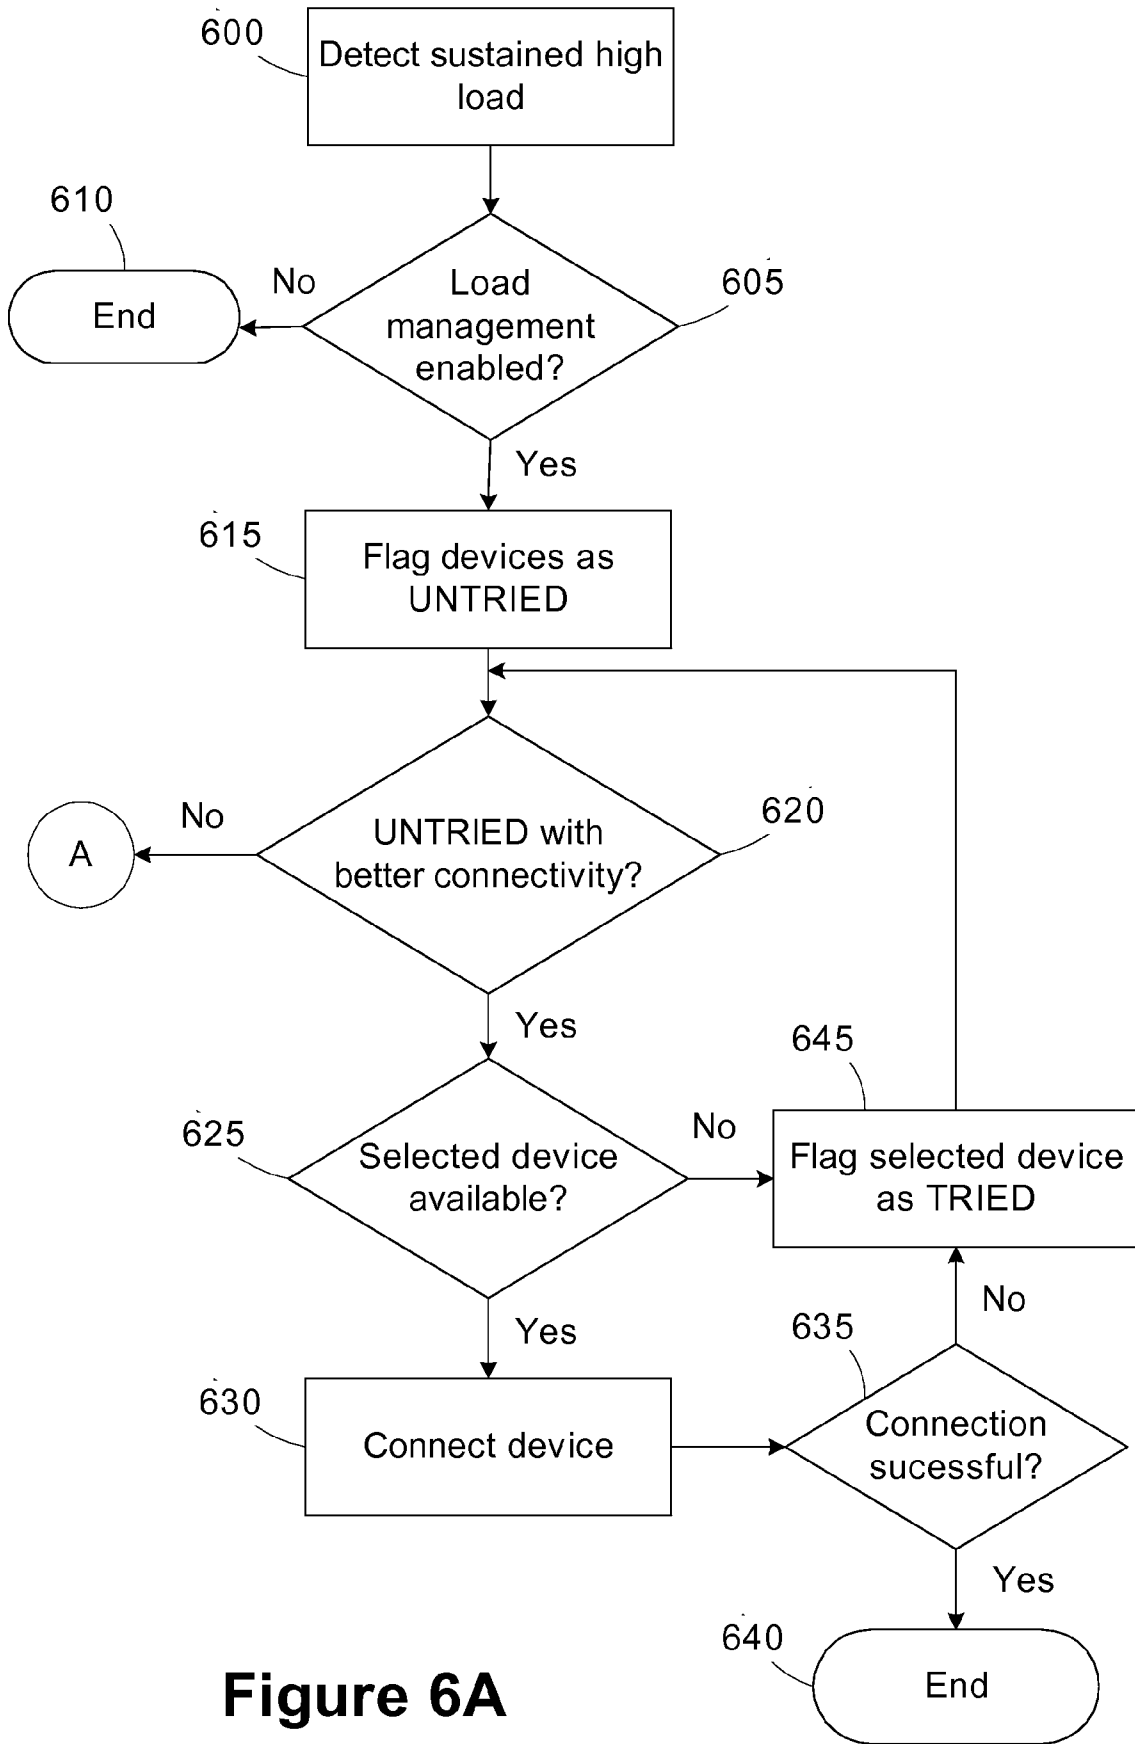 600
Detect sustained high
load
610
End
No
Load
management
enabled?
605
Yes
615
Flag devices as
UNTRIED
A
No
UNTRIED with
better connectivity?
620
Yes
645
625
Selected device
available?
No
Flag selected device
as TRIED
Yes
No
635
630
Connect device
Connection
sucessful?
Yes
640
End
Figure 6A